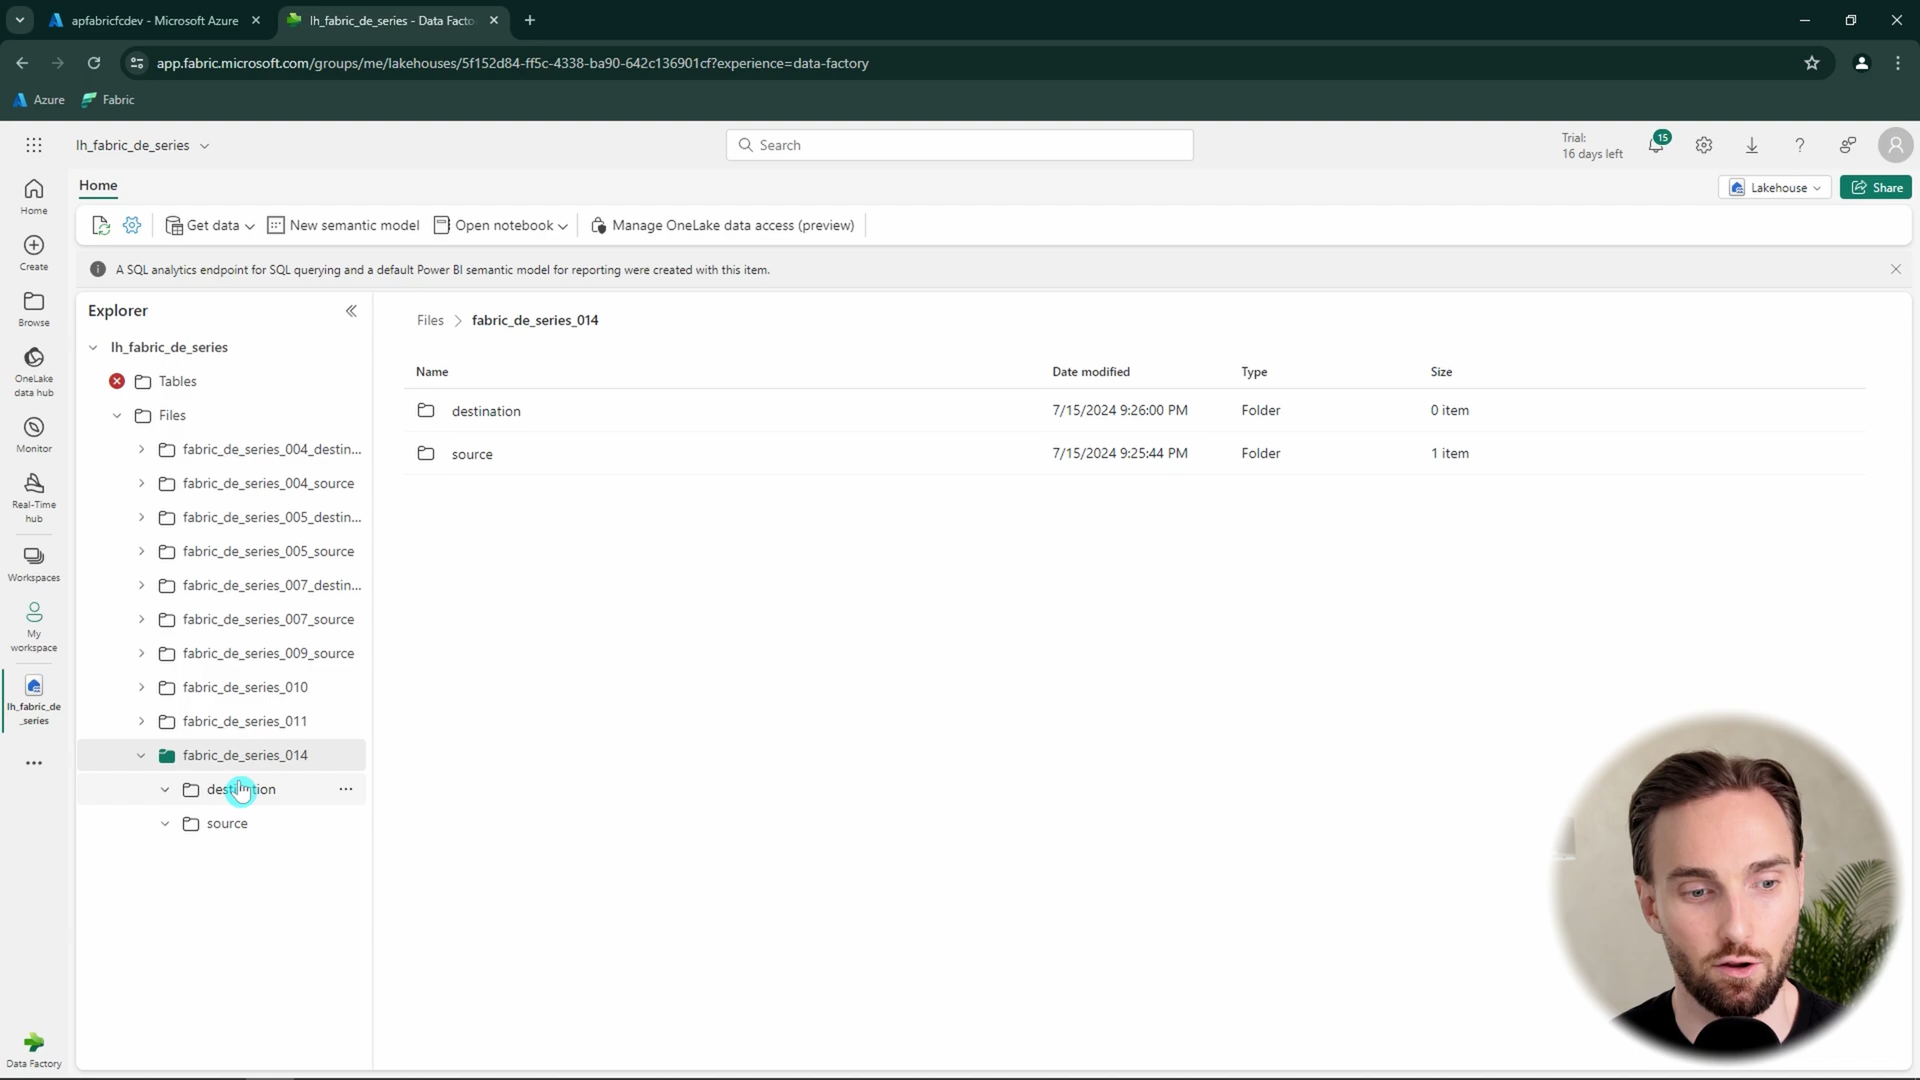 apfabricfcdev - Microsoft Azure
lh_fabric_de_series - Data Facto
app.fabric.microsoft.com/groups/me/lakehouses/5f152d84-ff5c-4338-ba90-642c136901cf?experience=data-factory
Azure
Fabric
lh_fabric_de_series
Search
Trial:
16 days left
15
Home
Lakehouse
Share
Get data
New semantic model
Open notebook
Manage OneLake data access (preview)
A SQL analytics endpoint for SQL querying and a default Power BI semantic model for reporting were created with this item.
Home
Create
Browse
OneLake
data hub
Monitor
Real-Time
hub
Workspaces
My
workspace
lh_fabric_de
_series
Data Factory
Explorer
lh_fabric_de_series
Tables
Files
fabric_de_series_004_destin...
fabric_de_series_004_source
fabric_de_series_005_destin...
fabric_de_series_005_source
fabric_de_series_007_destin...
fabric_de_series_007_source
fabric_de_series_009_source
fabric_de_series_010
fabric_de_series_011
fabric_de_series_014
destination
source
Files > fabric_de_series_014
Name Date modified Type Size
destination 7/15/2024 9:26:00 PM Folder 0 item
source 7/15/2024 9:25:44 PM Folder 1 item